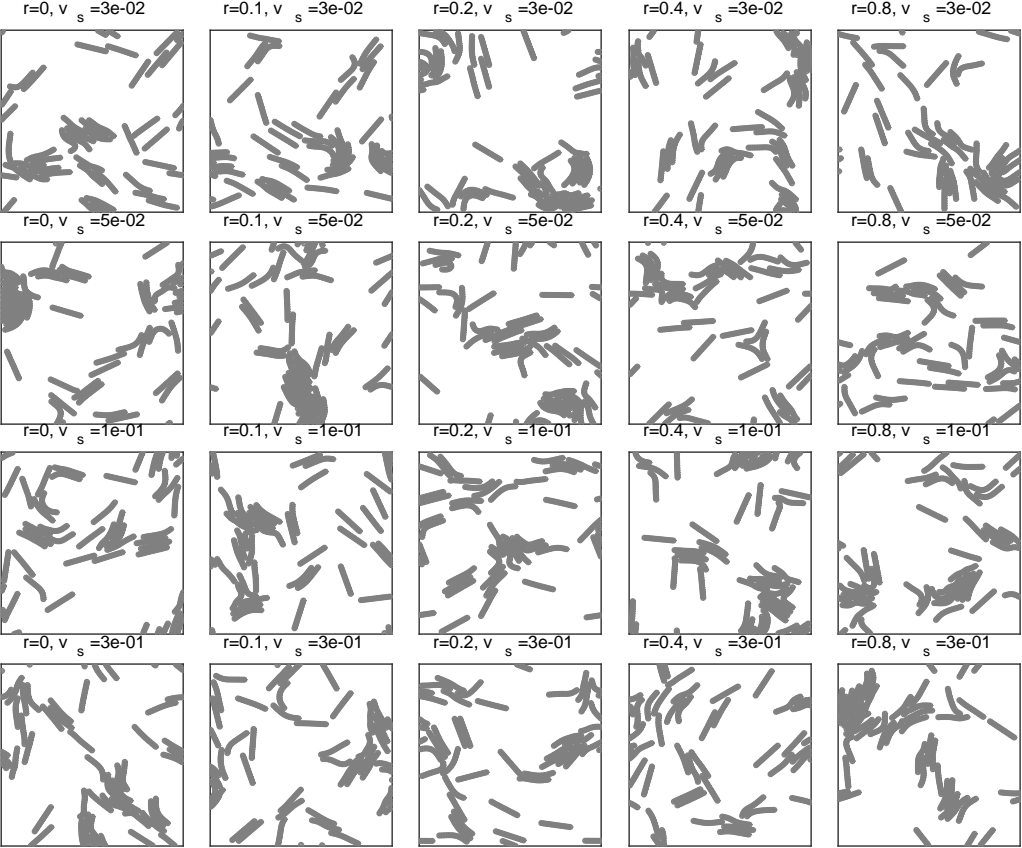 r=0, v s =3e-02 r=0.1, v s =3e-02 r=0.2, v s =3e-02 r=0.4, v s =3e-02 r=0.8, v s =3e-02
r=0, v s =5e-02 r=0.1, v s =5e-02 r=0.2, v s =5e-02 r=0.4, v s =5e-02 r=0.8, v s =5e-02
r=0, v s =1e-01 r=0.1, v s =1e-01 r=0.2, v s =1e-01 r=0.4, v s =1e-01 r=0.8, v s =1e-01
r=0, v s =3e-01 r=0.1, v s =3e-01 r=0.2, v s =3e-01 r=0.4, v s =3e-01 r=0.8, v s =3e-01